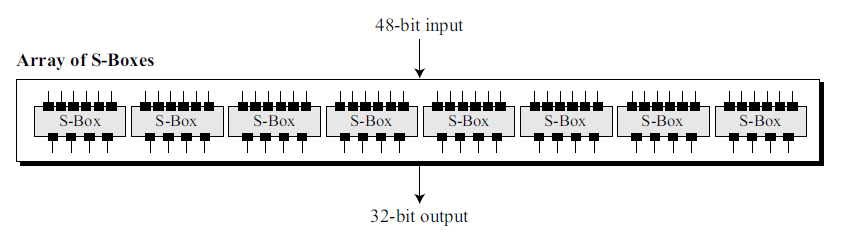 48-bit input
Array of S-Boxes
S-Box S-Box S-Box S-Box S-Box S-Box S-Box S-Box
32-bit output